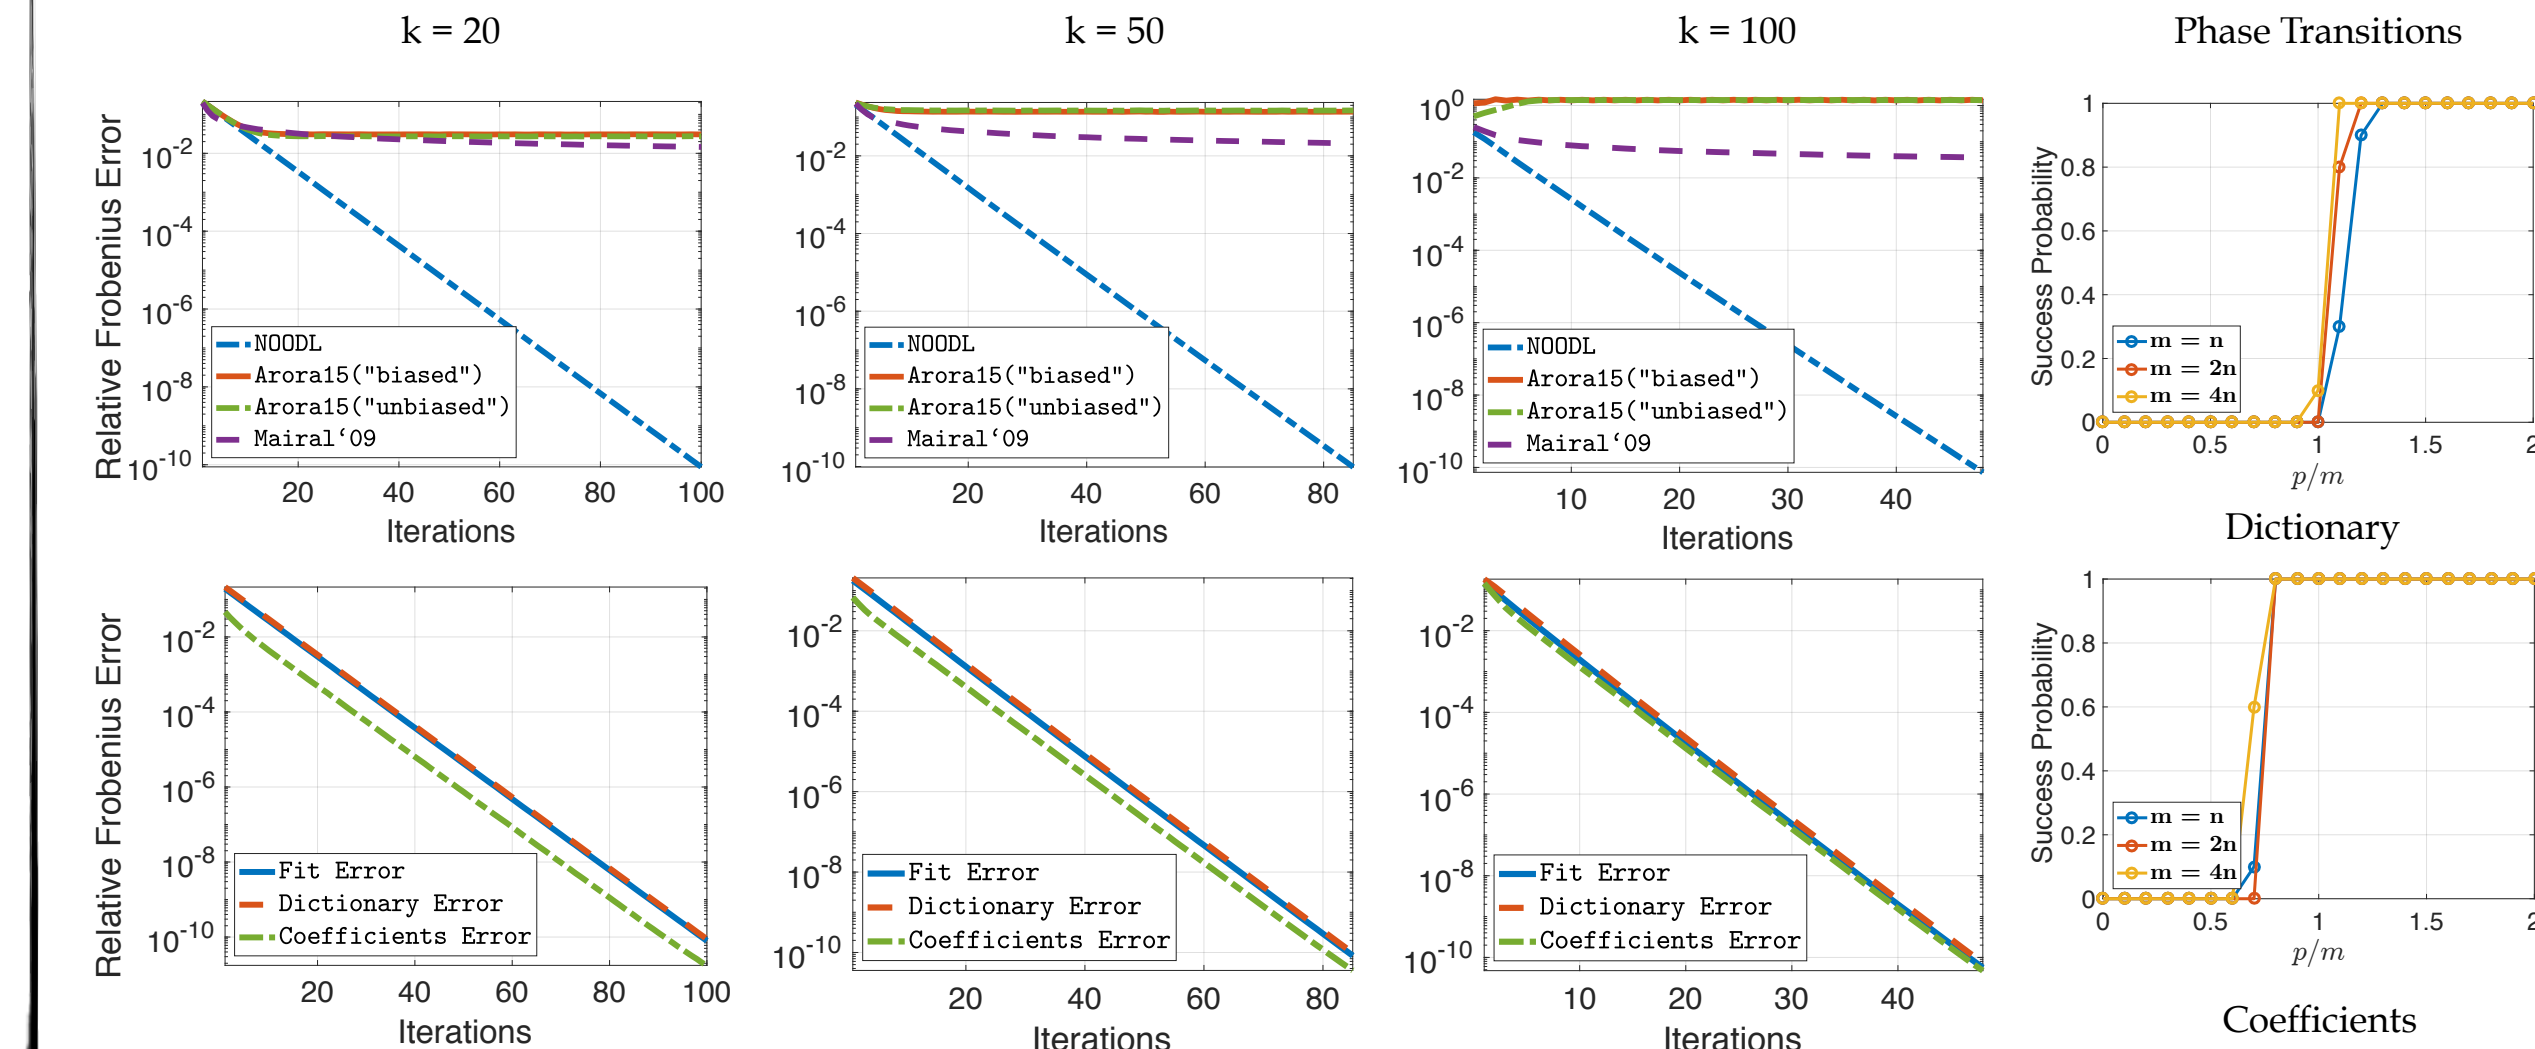 k = 20
k = 50
k = 100
Phase Transitions
Relative Frobenius Error
10^-2
10^-4
10^-6
10^-8
10^-10
NOODL
Arora15("biased")
Arora15("unbiased")
Mairal‘09
20 40 60 80 100
Iterations
10^-2
10^-4
10^-6
10^-8
10^-10
NOODL
Arora15("biased")
Arora15("unbiased")
Mairal‘09
20 40 60 80
Iterations
10^0
10^-2
10^-4
10^-6
10^-8
10^-10
NOODL
Arora15("biased")
Arora15("unbiased")
Mairal‘09
10 20 30 40
Iterations
Success Probability
1
0.8
0.6
0.4
0.2
0
m = n
m = 2n
m = 4n
0 0.5 1 1.5 2
p/m
Dictionary
Relative Frobenius Error
10^-2
10^-4
10^-6
10^-8
10^-10
Fit Error
Dictionary Error
Coefficients Error
20 40 60 80 100
Iterations
10^-2
10^-4
10^-6
10^-8
10^-10
Fit Error
Dictionary Error
Coefficients Error
20 40 60 80
Iterations
10^-2
10^-4
10^-6
10^-8
10^-10
Fit Error
Dictionary Error
Coefficients Error
10 20 30 40
Iterations
Success Probability
1
0.8
0.6
0.4
0.2
0
m = n
m = 2n
m = 4n
0 0.5 1 1.5 2
p/m
Coefficients